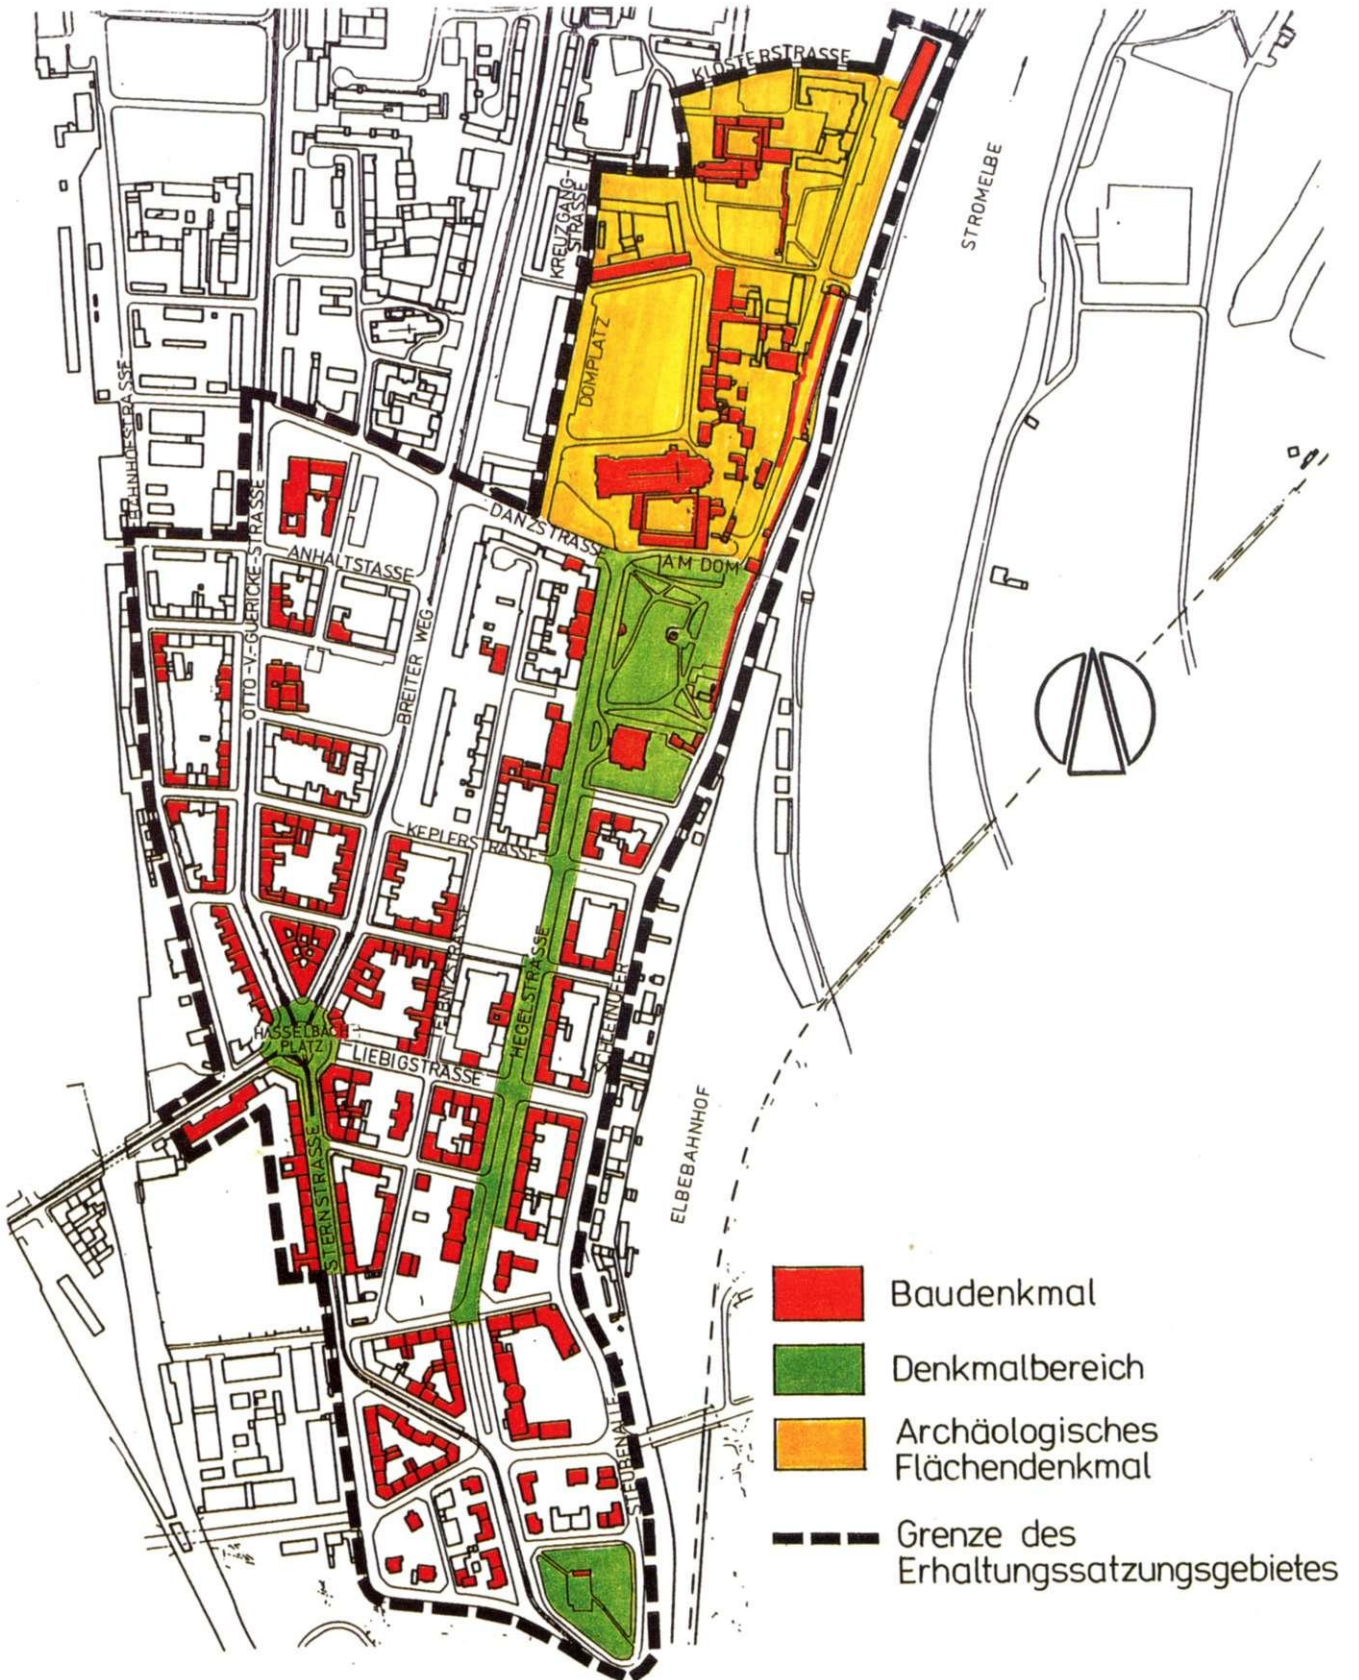 KLOSTERSTRASSE
STROMELBE
KREUZGANG-
STRASSE
DOMPLATZ
BAHNHOFSTRASSE
OTTO-V.-GUERICKE-STRASSE
DANZSTRASSE
ANHALTSTASSE
AM DOM
BREITER WEG
KEPLERSTRASSE
HEGELSTRASSE
SCHLEINUFER
HASSELBACH
PLATZ
LIEBIGSTRASSE
STERNSTRASSE
ELBEBAHNHOF
STEUBENALLEE
Baudenkmal
Denkmalbereich
Archäologisches
Flächendenkmal
Grenze des
Erhaltungssatzungsgebietes